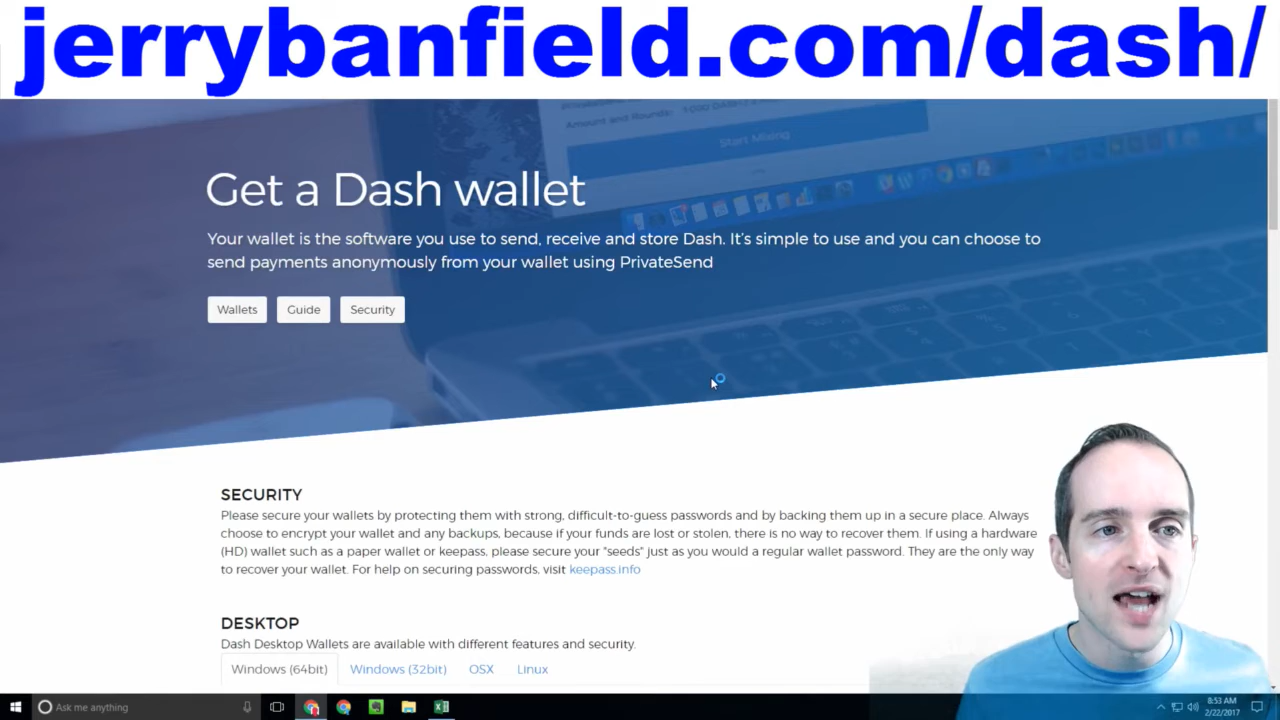 jerrybanfield.com/dash/
Amount and Rounds:
Start Mixing
Get a Dash wallet
Your wallet is the software you use to send, receive and store Dash. It's simple to use and you can choose to
send payments anonymously from your wallet using PrivateSend
Wallets
Guide
Security
SECURITY
Please secure your wallets by protecting them with strong, difficult-to-guess passwords and by backing them up in a secure place. Always
choose to encrypt your wallet and any backups, because if your funds are lost or stolen, there is no way to recover them. If using a hardware
(HD) wallet such as a paper wallet or keepass, please secure your "seeds" just as you would a regular wallet password. They are the only way
to recover your wallet. For help on securing passwords, visit keepass.info
DESKTOP
Dash Desktop Wallets are available with different features and security.
Windows (64bit)
Windows (32bit)
OSX
Linux
Ask me anything
8:53 AM
2/22/2017